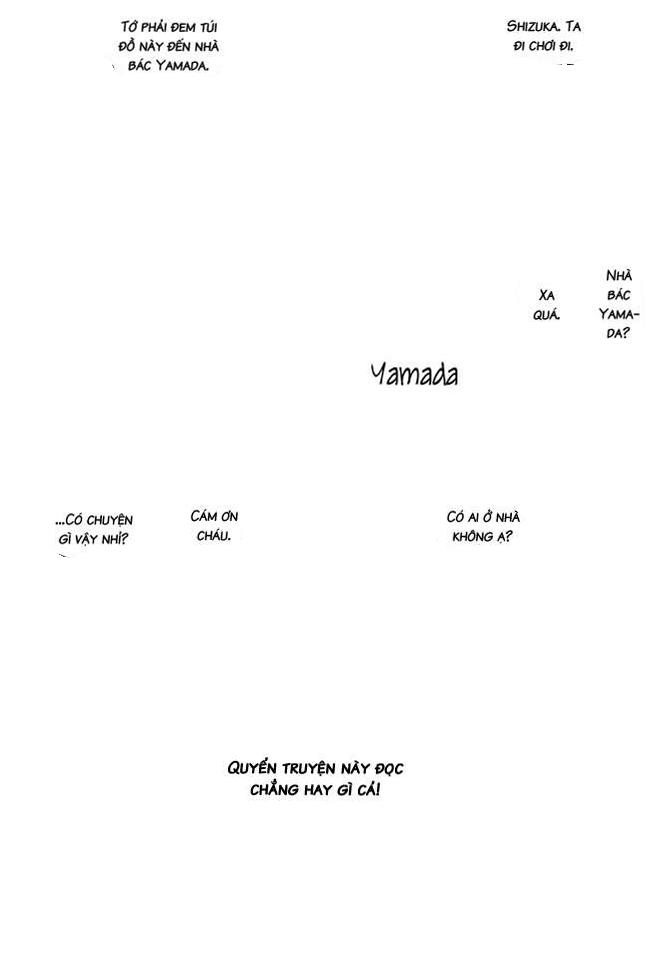 Shizuka. Ta
đi chơi đi.
Tớ phải đem túi
đồ này đến nhà
bác Yamada.
Nhà
bác
Yama-
da?
Xa
quá.
Yamada
Có ai ở nhà
không ạ?
Cám ơn
cháu.
...Có chuyện
gì vậy nhỉ?
Quyển truyện này đọc
chẳng hay gì cả!